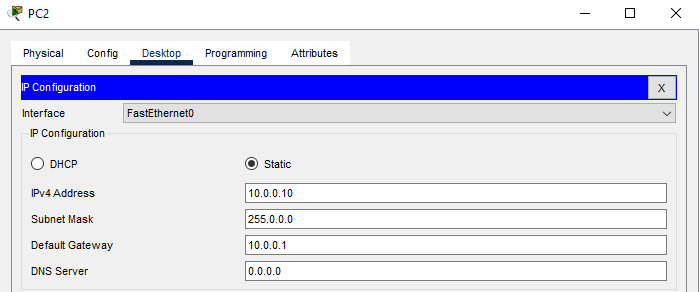 PC2
Physical Config Desktop Programming Attributes
IP Configuration X
Interface FastEthernet0
IP Configuration
DHCP Static
IPv4 Address 10.0.0.10
Subnet Mask 255.0.0.0
Default Gateway 10.0.0.1
DNS Server 0.0.0.0